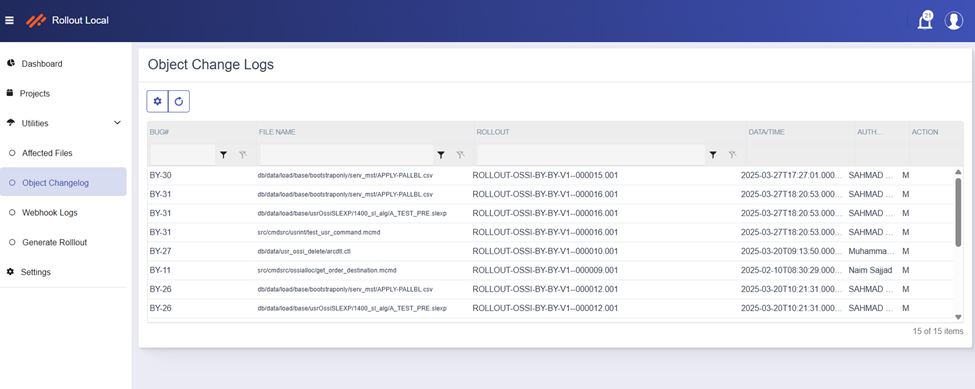 Rollout Local
21
Dashboard
Projects
Utilities
Affected Files
Object Changelog
Webhook Logs
Generate Rolllout
Settings
Object Change Logs
BUG# FILE NAME ROLLOUT DATA/TIME AUTH... ACTION
BY-30 db/data/load/base/bootstraponly/serv_mst/APPLY-PALLBL.csv ROLLOUT-OSSI-BY-BY-V1--000015.001 2025-03-27T17:27:01.000... SAHMAD ... M
BY-31 db/data/load/base/bootstraponly/serv_mst/APPLY-PALLBL.csv ROLLOUT-OSSI-BY-BY-V1--000016.001 2025-03-27T18:20:53.000... SAHMAD ... M
BY-31 db/data/load/base/usrOssiSLEXP/1400_sl_alg/A_TEST_PRE.slexp ROLLOUT-OSSI-BY-BY-V1--000016.001 2025-03-27T18:20:53.000... SAHMAD ... M
BY-31 src/cmdsrc/usrint/test_usr_command.mcmd ROLLOUT-OSSI-BY-BY-V1--000016.001 2025-03-27T18:20:53.000... SAHMAD ... M
BY-27 db/data/usr_ossi_delete/arcdtl.ctl ROLLOUT-OSSI-BY-BY-V1--000010.001 2025-03-20T09:13:50.000... Muhamma... M
BY-11 src/cmdsrc/ossialloc/get_order_destination.mcmd ROLLOUT-OSSI-BY-BY-V1--000009.001 2025-02-10T08:30:29.000... Naim Sajjad M
BY-26 db/data/load/base/bootstraponly/serv_mst/APPLY-PALLBL.csv ROLLOUT-OSSI-BY-BY-V1--000012.001 2025-03-20T10:21:31.000... SAHMAD ... M
BY-26 db/data/load/base/usrOssiSLEXP/1400_sl_alg/A_TEST_PRE.slexp ROLLOUT-OSSI-BY-BY-V1--000012.001 2025-03-20T10:21:31.000... SAHMAD ... M
15 of 15 items